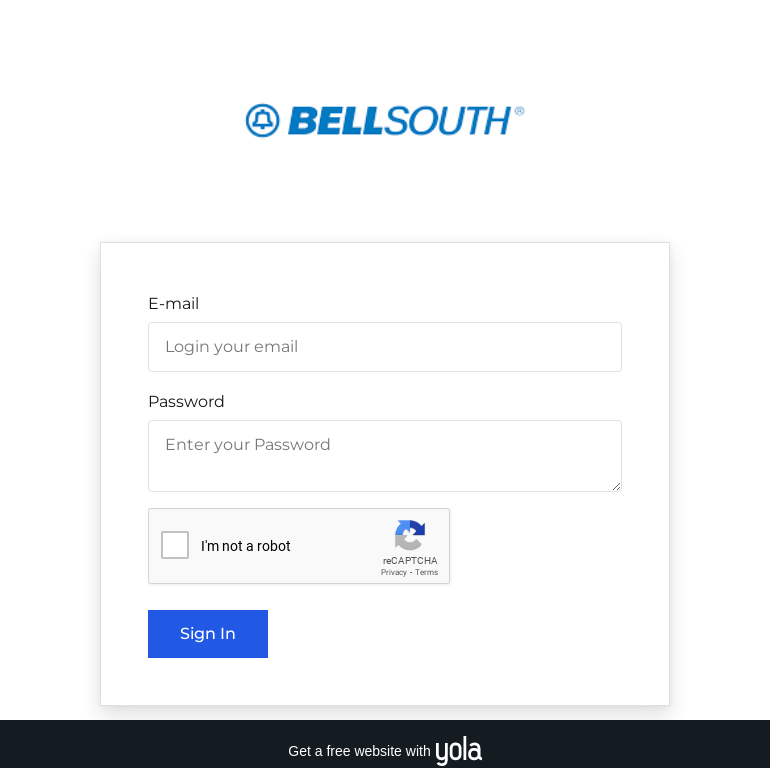 BELLSOUTH®
E-mail
Login your email
Password
Enter your Password
I'm not a robot
reCAPTCHA
Privacy - Terms
Sign In
Get a free website with yola